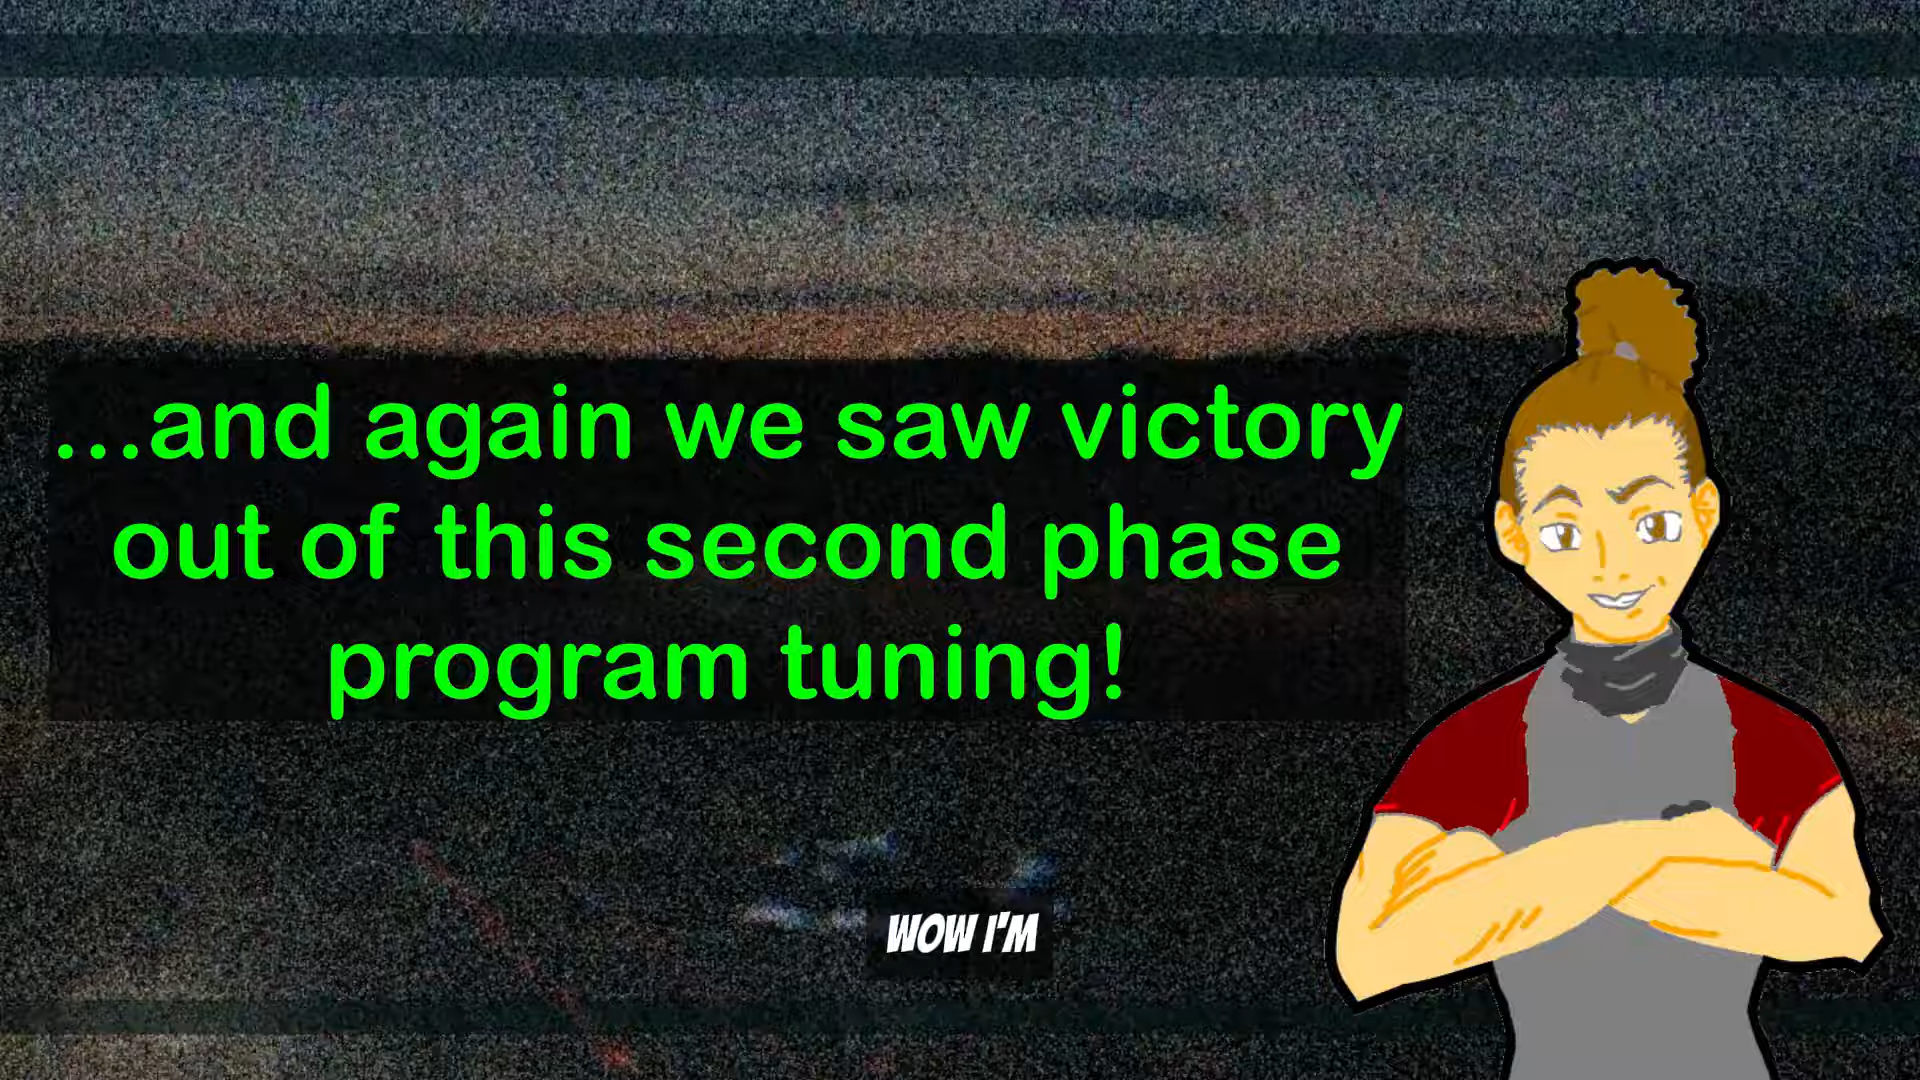 ...and again we saw victory
out of this second phase
program tuning!
WOW I'M